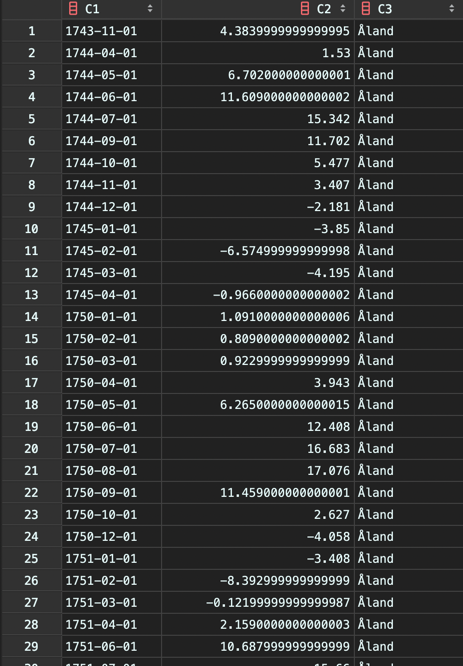 C1 C2 C3
1 1743-11-01 4.3839999999999995 Åland
2 1744-04-01 1.53 Åland
3 1744-05-01 6.702000000000001 Åland
4 1744-06-01 11.609000000000002 Åland
5 1744-07-01 15.342 Åland
6 1744-09-01 11.702 Åland
7 1744-10-01 5.477 Åland
8 1744-11-01 3.407 Åland
9 1744-12-01 -2.181 Åland
10 1745-01-01 -3.85 Åland
11 1745-02-01 -6.574999999999998 Åland
12 1745-03-01 -4.195 Åland
13 1745-04-01 -0.9660000000000002 Åland
14 1750-01-01 1.0910000000000006 Åland
15 1750-02-01 0.8090000000000002 Åland
16 1750-03-01 0.9229999999999999 Åland
17 1750-04-01 3.943 Åland
18 1750-05-01 6.2650000000000015 Åland
19 1750-06-01 12.408 Åland
20 1750-07-01 16.683 Åland
21 1750-08-01 17.076 Åland
22 1750-09-01 11.459000000000001 Åland
23 1750-10-01 2.627 Åland
24 1750-12-01 -4.058 Åland
25 1751-01-01 -3.408 Åland
26 1751-02-01 -8.392999999999999 Åland
27 1751-03-01 -0.12199999999999987 Åland
28 1751-04-01 2.1590000000000003 Åland
29 1751-06-01 10.687999999999999 Åland